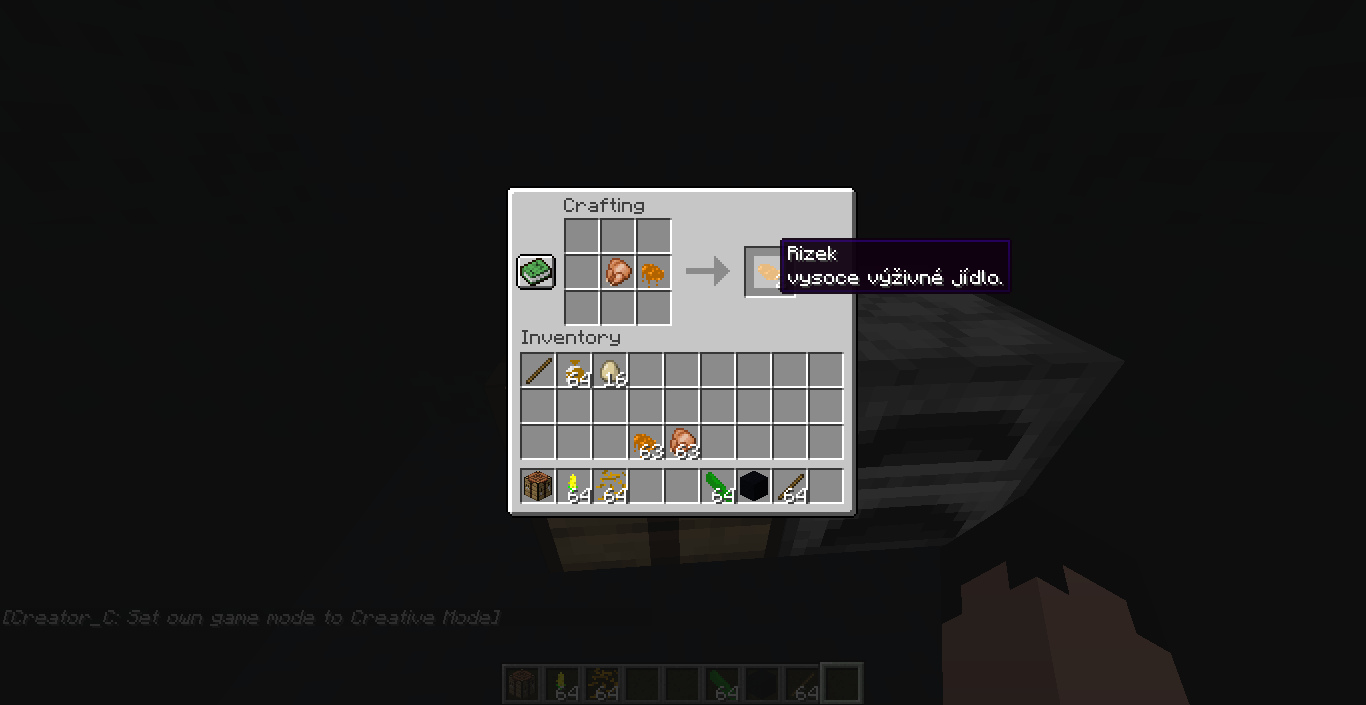 Crafting
Rizek
vysoce výživné jídlo.
Inventory
64 16
63 63
64 64 64 64
[Creator_C: Set own game mode to Creative Mode]
64 64 64 64